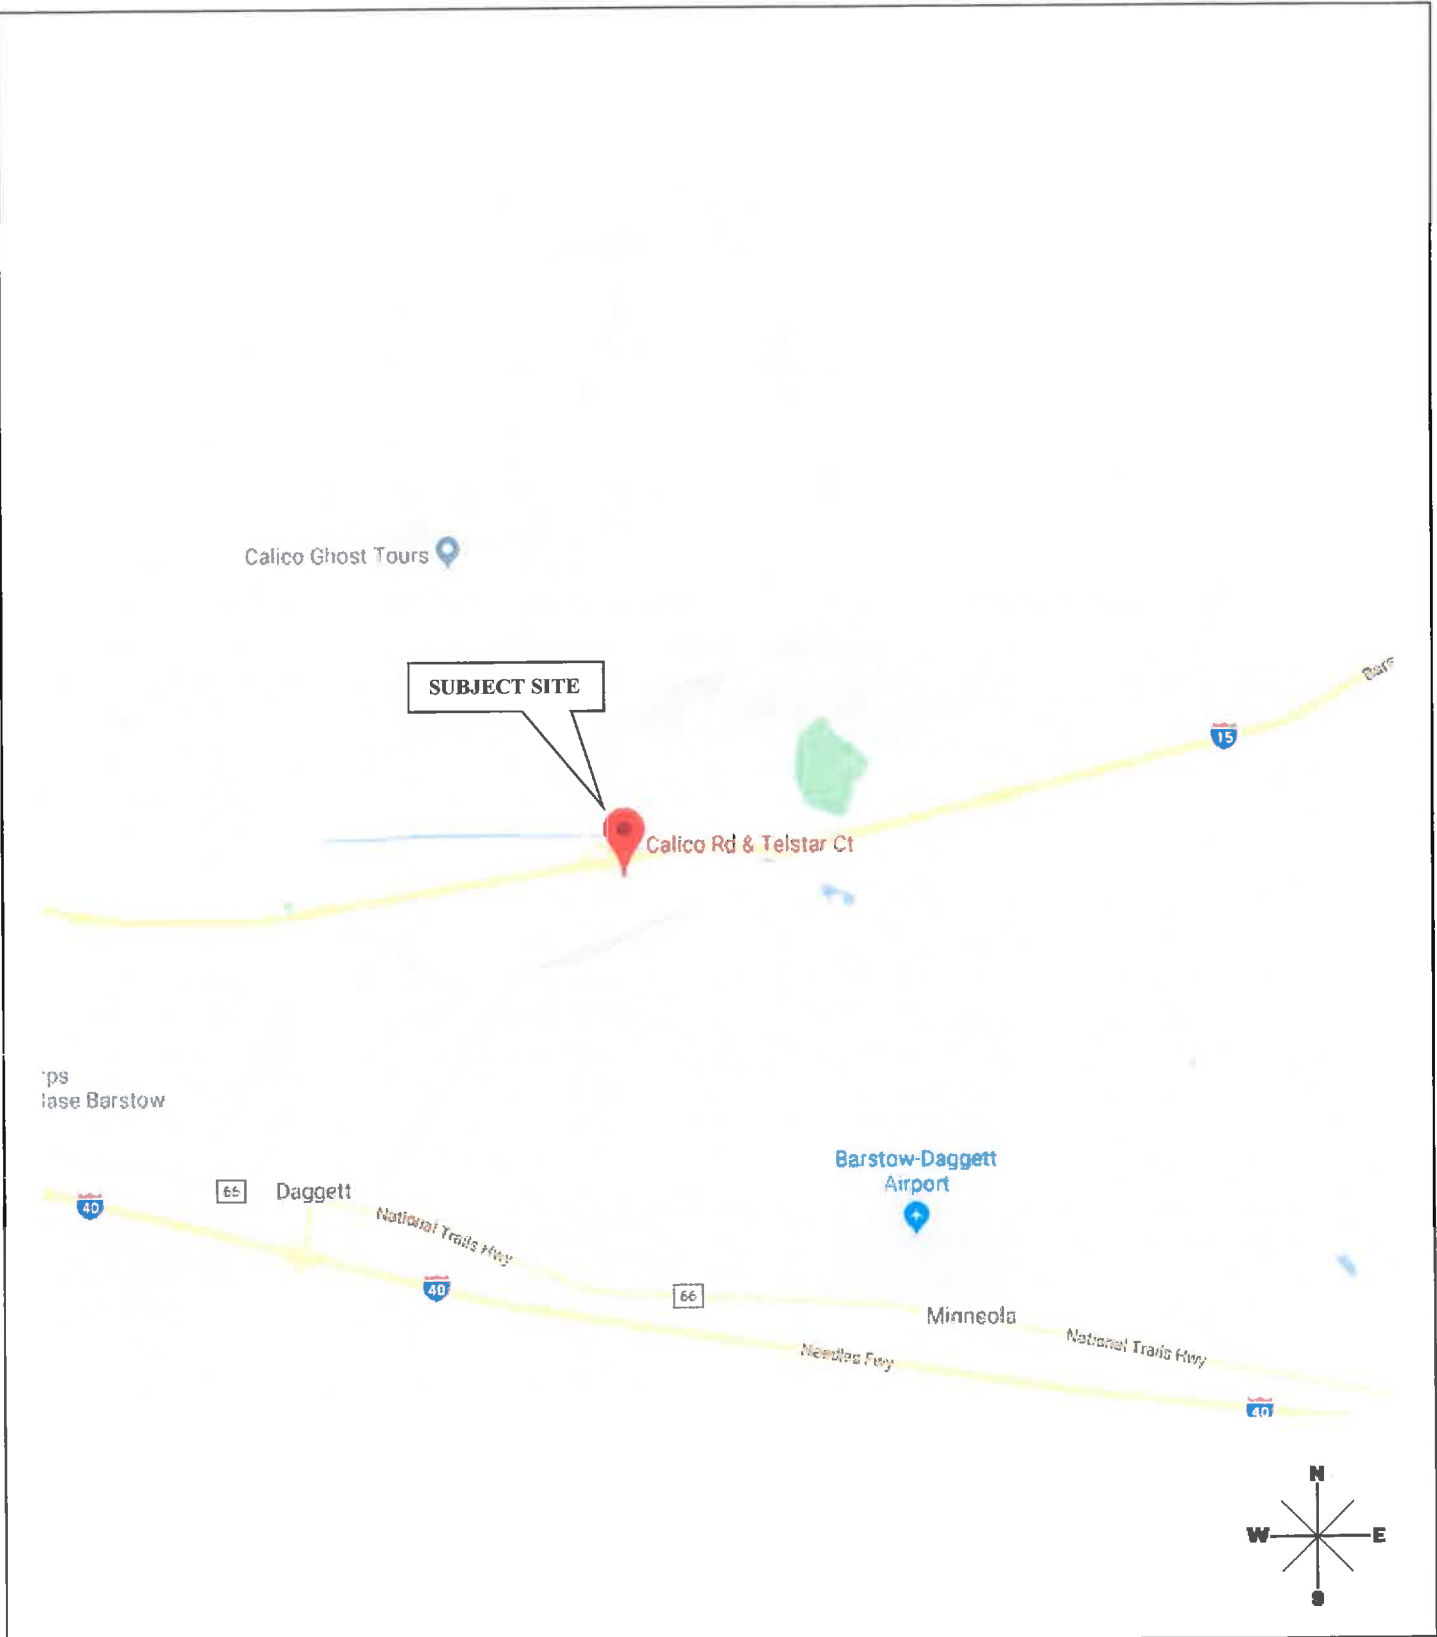 Calico Ghost Tours
SUBJECT SITE
Bars
15
Calico Rd & Telstar Ct
ps
ase Barstow
Barstow-Daggett
Airport
40
66
Daggett
National Trails Hwy
40
66
Minneola
National Trails Hwy
Needles Fwy
40
N
W
E
S